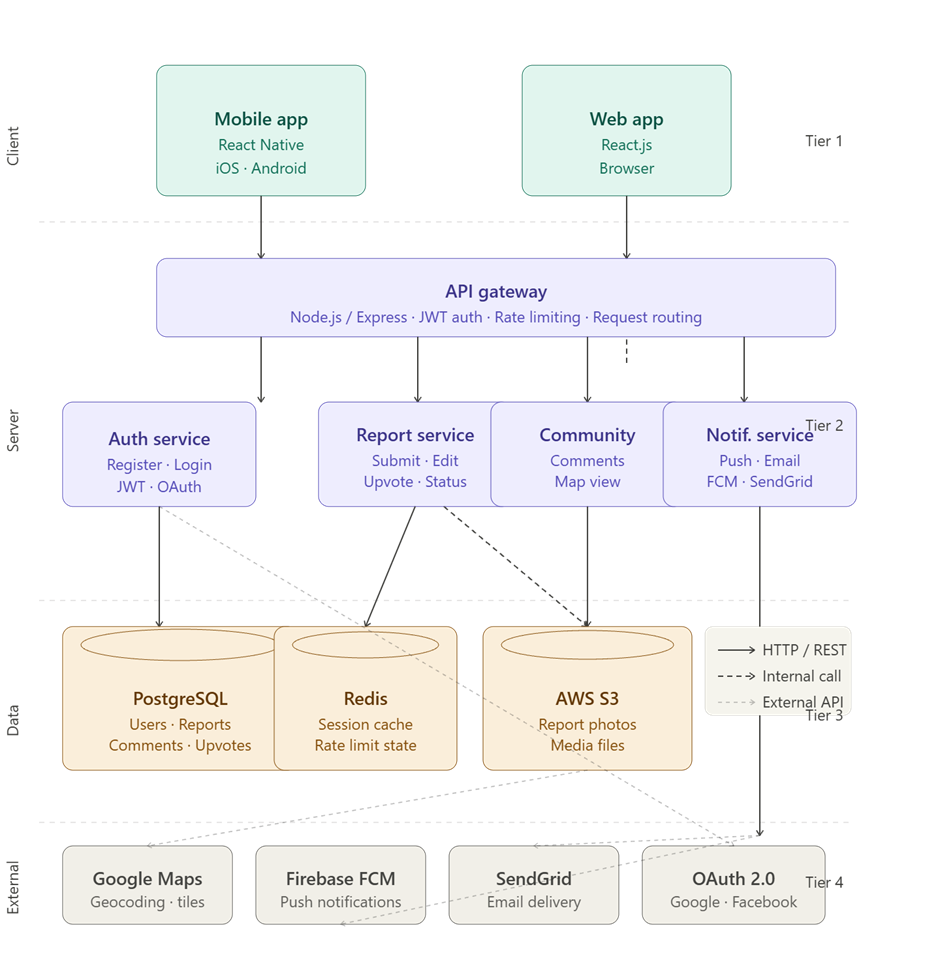 Client
Mobile app
React Native
iOS · Android
Web app
React.js
Browser
Tier 1
API gateway
Node.js / Express · JWT auth · Rate limiting · Request routing
Server
Auth service
Register · Login
JWT · OAuth
Report service
Submit · Edit
Upvote · Status
Community
Comments
Map view
Notif. service
Push · Email
FCM · SendGrid
Tier 2
Data
PostgreSQL
Users · Reports
Comments · Upvotes
Redis
Session cache
Rate limit state
AWS S3
Report photos
Media files
HTTP / REST
Internal call
External API
Tier 3
External
Google Maps
Geocoding · tiles
Firebase FCM
Push notifications
SendGrid
Email delivery
OAuth 2.0
Google · Facebook
Tier 4